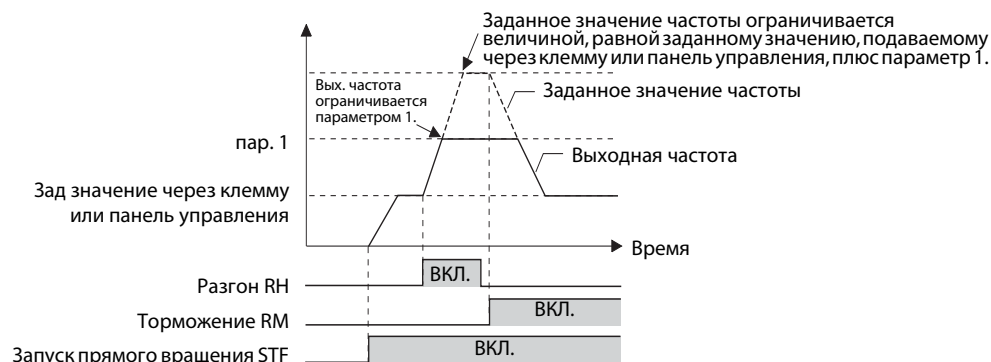 Заданное значение частоты ограничивается
величиной, равной заданному значению, подаваемому
через клемму или панель управления, плюс параметр 1.
Вых. частота
ограничивается
параметром 1.
Заданное значение частоты
пар. 1
Выходная частота
Зад значение через клемму
или панель управления
Время
Разгон RH
ВКЛ.
Торможение RM
ВКЛ.
Запуск прямого вращения STF
ВКЛ.